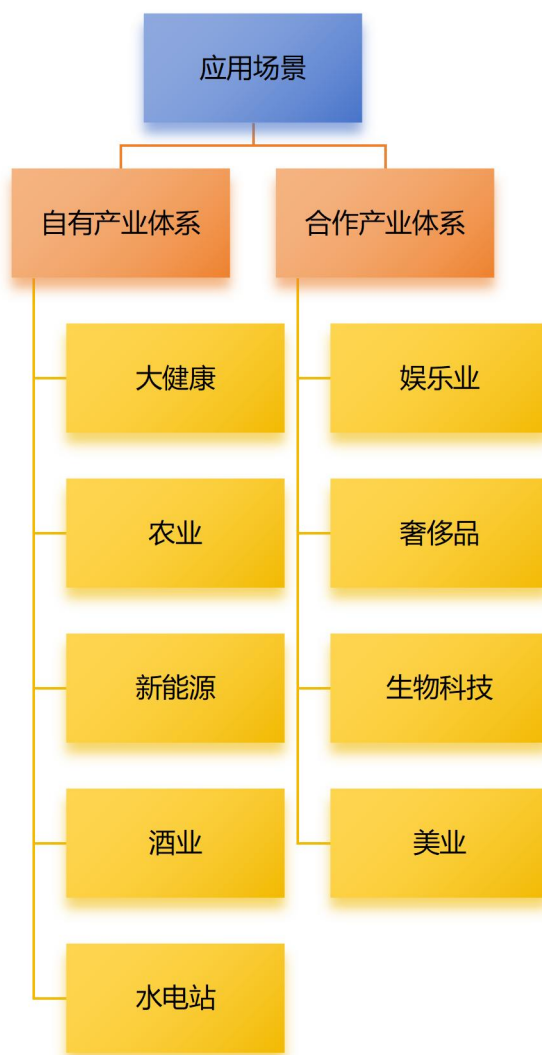 应用场景
自有产业体系
大健康
农业
新能源
酒业
水电站
合作产业体系
娱乐业
奢侈品
生物科技
美业